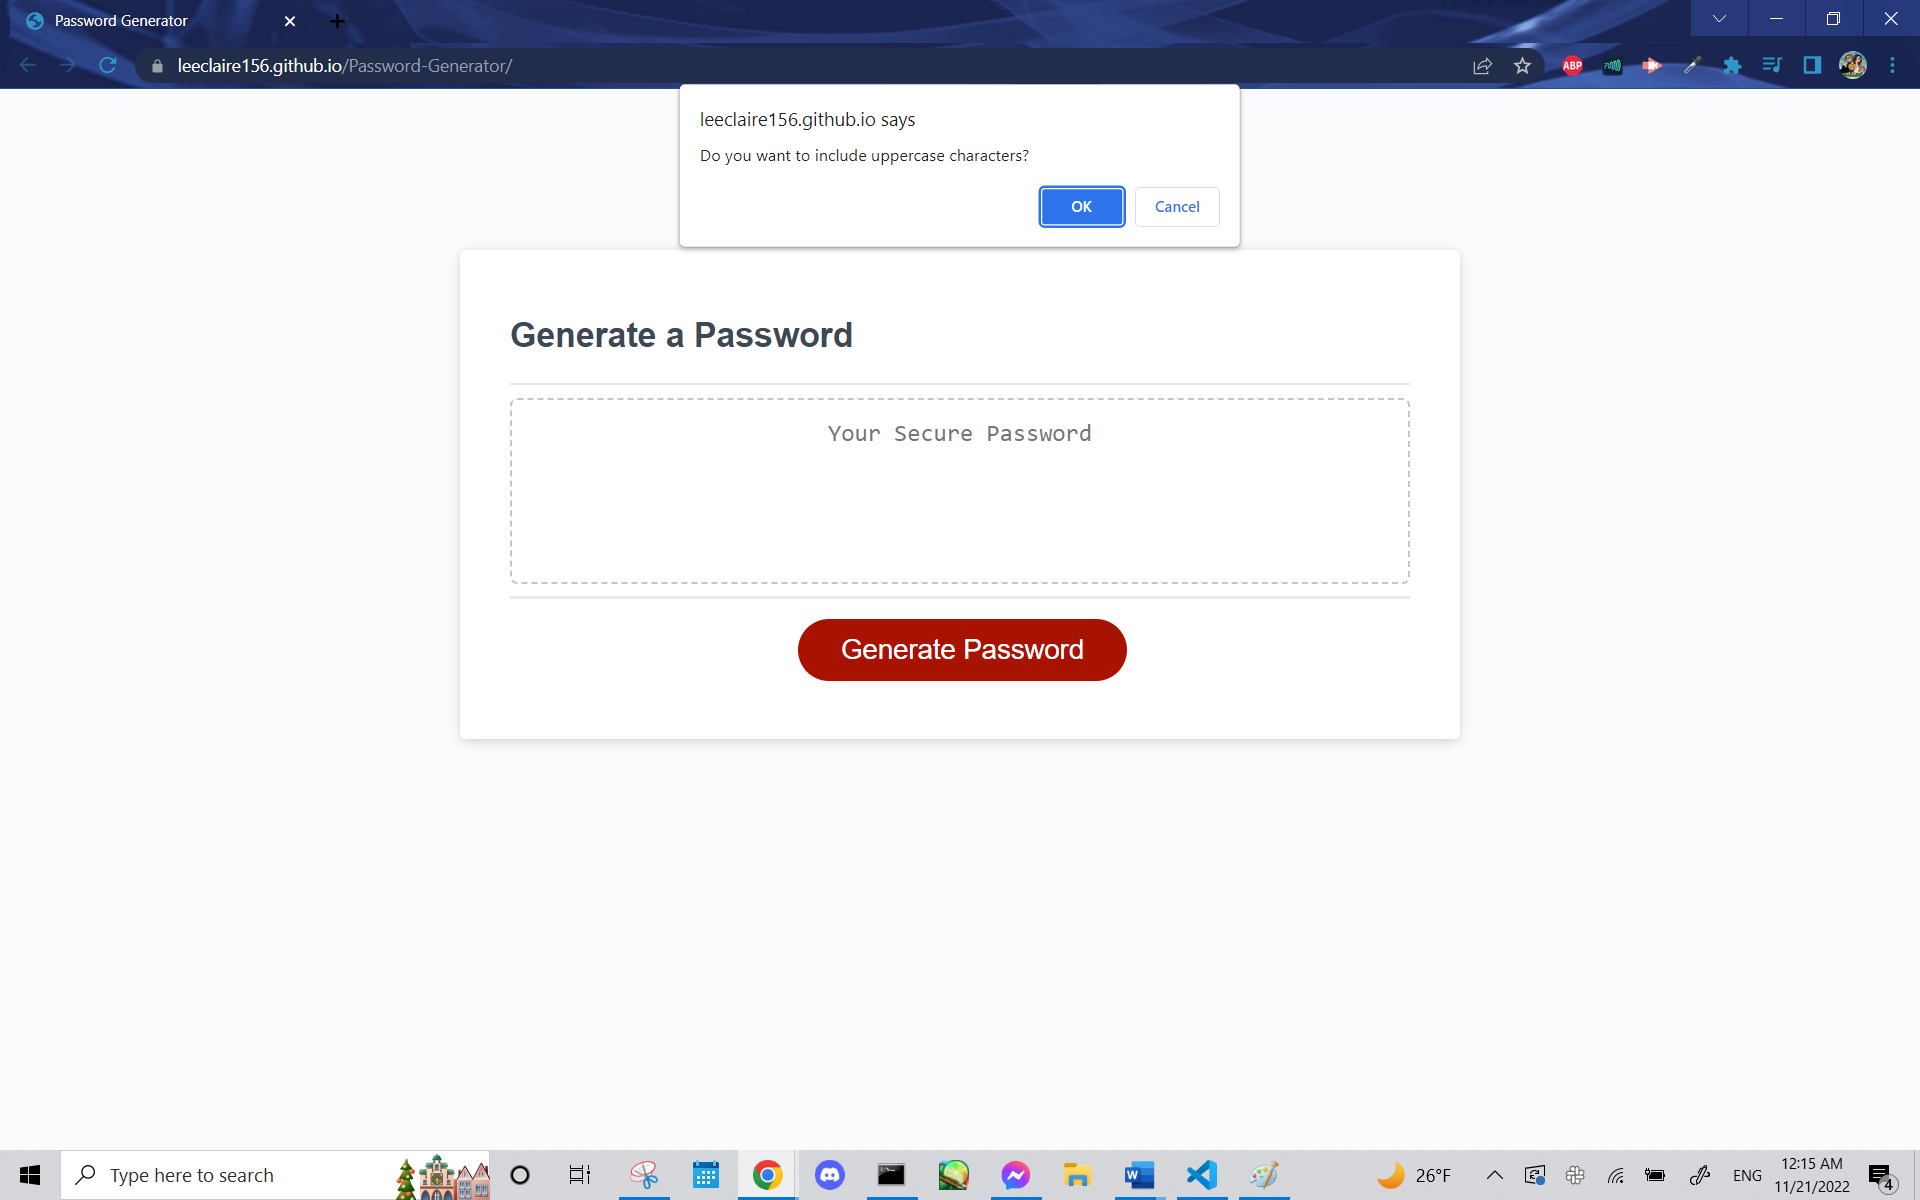 Password Generator
leeclaire156.github.io/Password-Generator/
ABP
leeclaire156.github.io says
Do you want to include uppercase characters?
OK
Cancel
Generate a Password
Your Secure Password
Generate Password
Type here to search
26°F
ENG
12:15 AM
11/21/2022
4